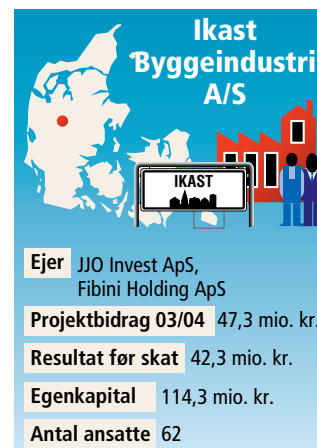 Ikast
Byggeindustri
A/S
IKAST
Ejer JJO Invest ApS,
Fibini Holding ApS
Projektbidrag 03/04 47,3 mio. kr.
Resultat før skat 42,3 mio. kr.
Egenkapital 114,3 mio. kr.
Antal ansatte 62